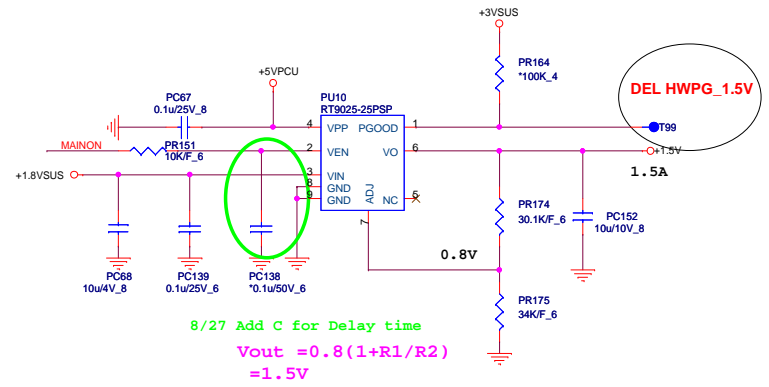 +3VSUS
+5VPCU
PR164
*100K_4
DEL HWPG_1.5V
PC67
0.1u/25V_8
PU10
RT9025-25PSP
4
VPP
PGOOD
1
T99
MAINON
PR151
10K/F_6
2
VEN
VO
6
+1.5V
+1.8VSUS
3
VIN
1.5A
8
GND
9
GND
ADJ
NC
5
7
PR174
30.1K/F_6
PC152
10u/10V_8
0.8V
PC68
10u/4V_8
PC139
0.1u/25V_6
PC138
*0.1u/50V_6
PR175
34K/F_6
8/27 Add C for Delay time
Vout =0.8(1+R1/R2)
=1.5V